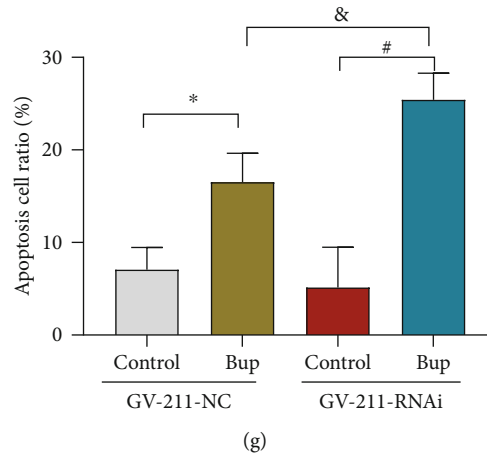 &
#
*
Apoptosis cell ratio (%)
30
20
10
0
Control Bup Control Bup
GV-211-NC GV-211-RNAi
(g)